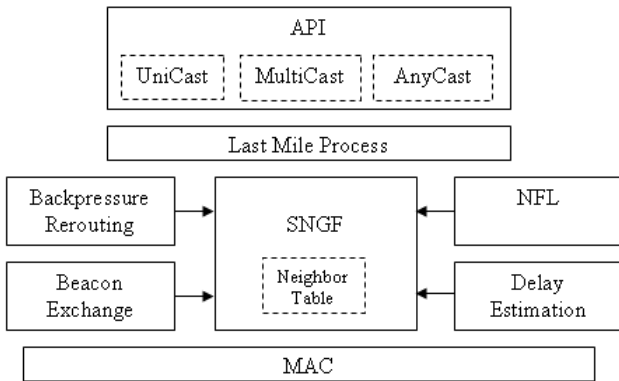 API
UniCast
MultiCast
AnyCast
Last Mile Process
Backpressure
Rerouting
SNGF
NFL
Beacon
Exchange
Neighbor
Table
Delay
Estimation
MAC